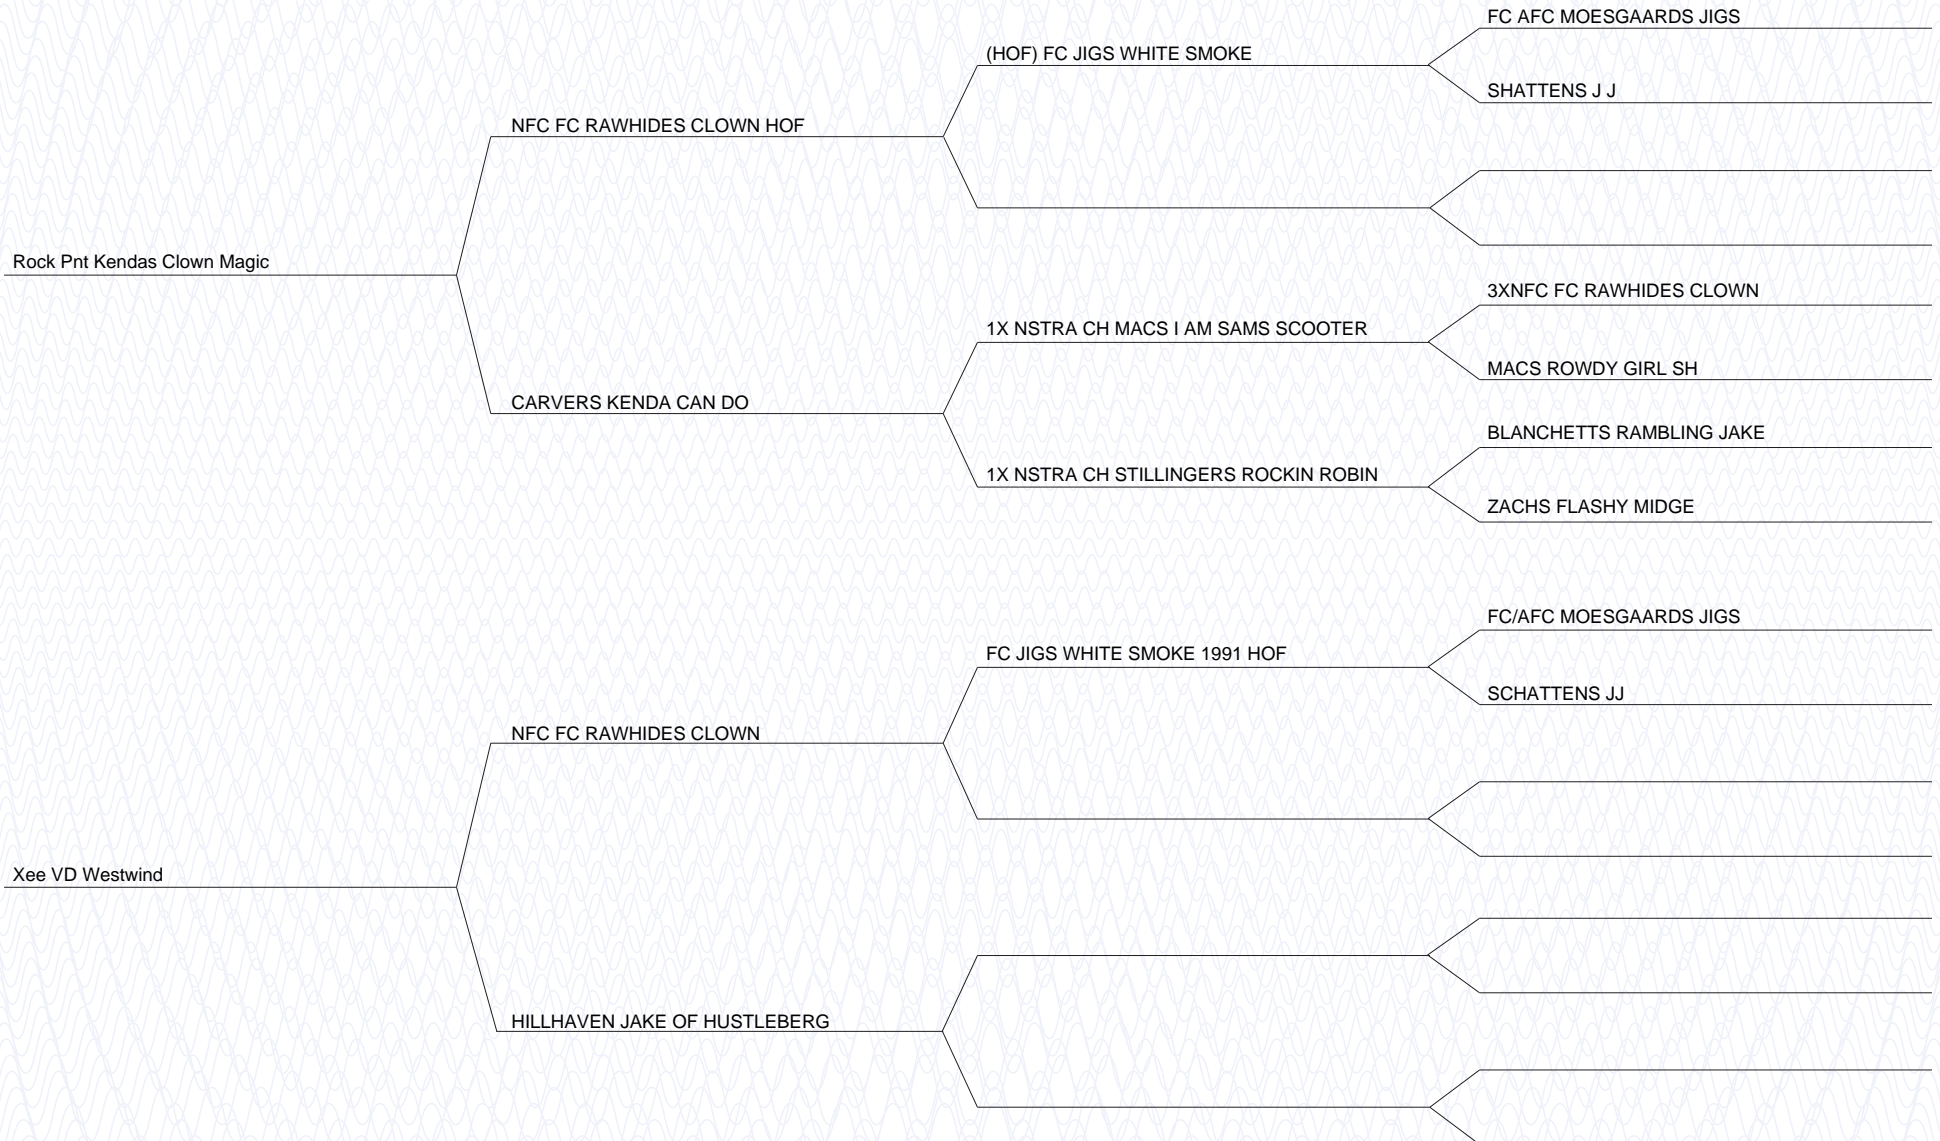 FC AFC MOESGAARDS JIGS
(HOF) FC JIGS WHITE SMOKE
SHATTENS J J
NFC FC RAWHIDES CLOWN HOF
Rock Pnt Kendas Clown Magic
3XNFC FC RAWHIDES CLOWN
1X NSTRA CH MACS I AM SAMS SCOOTER
MACS ROWDY GIRL SH
CARVERS KENDA CAN DO
BLANCHETTS RAMBLING JAKE
1X NSTRA CH STILLINGERS ROCKIN ROBIN
ZACHS FLASHY MIDGE
FC/AFC MOESGAARDS JIGS
FC JIGS WHITE SMOKE 1991 HOF
SCHATTENS JJ
NFC FC RAWHIDES CLOWN
Xee VD Westwind
HILLHAVEN JAKE OF HUSTLEBERG